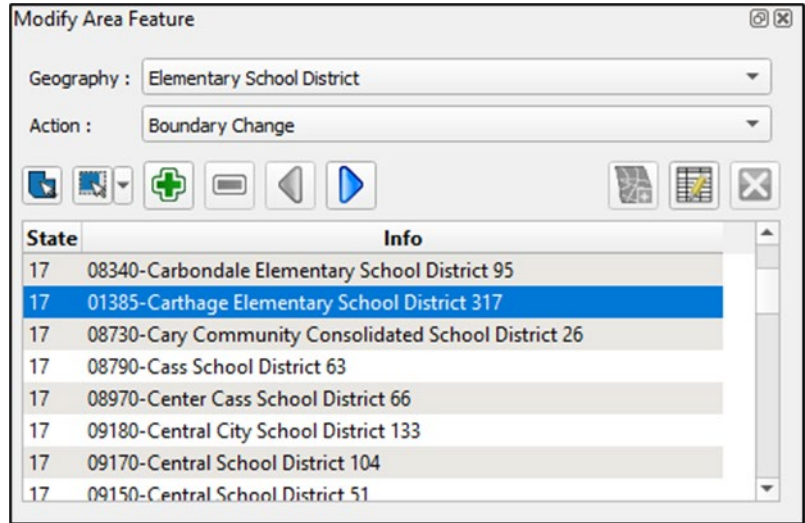 Modify Area Feature
Geography : Elementary School District
Action : Boundary Change
State Info
17 08340-Carbondale Elementary School District 95
17 01385-Carthage Elementary School District 317
17 08730-Cary Community Consolidated School District 26
17 08790-Cass School District 63
17 08970-Center Cass School District 66
17 09180-Central City School District 133
17 09170-Central School District 104
17 09150-Central School District 51